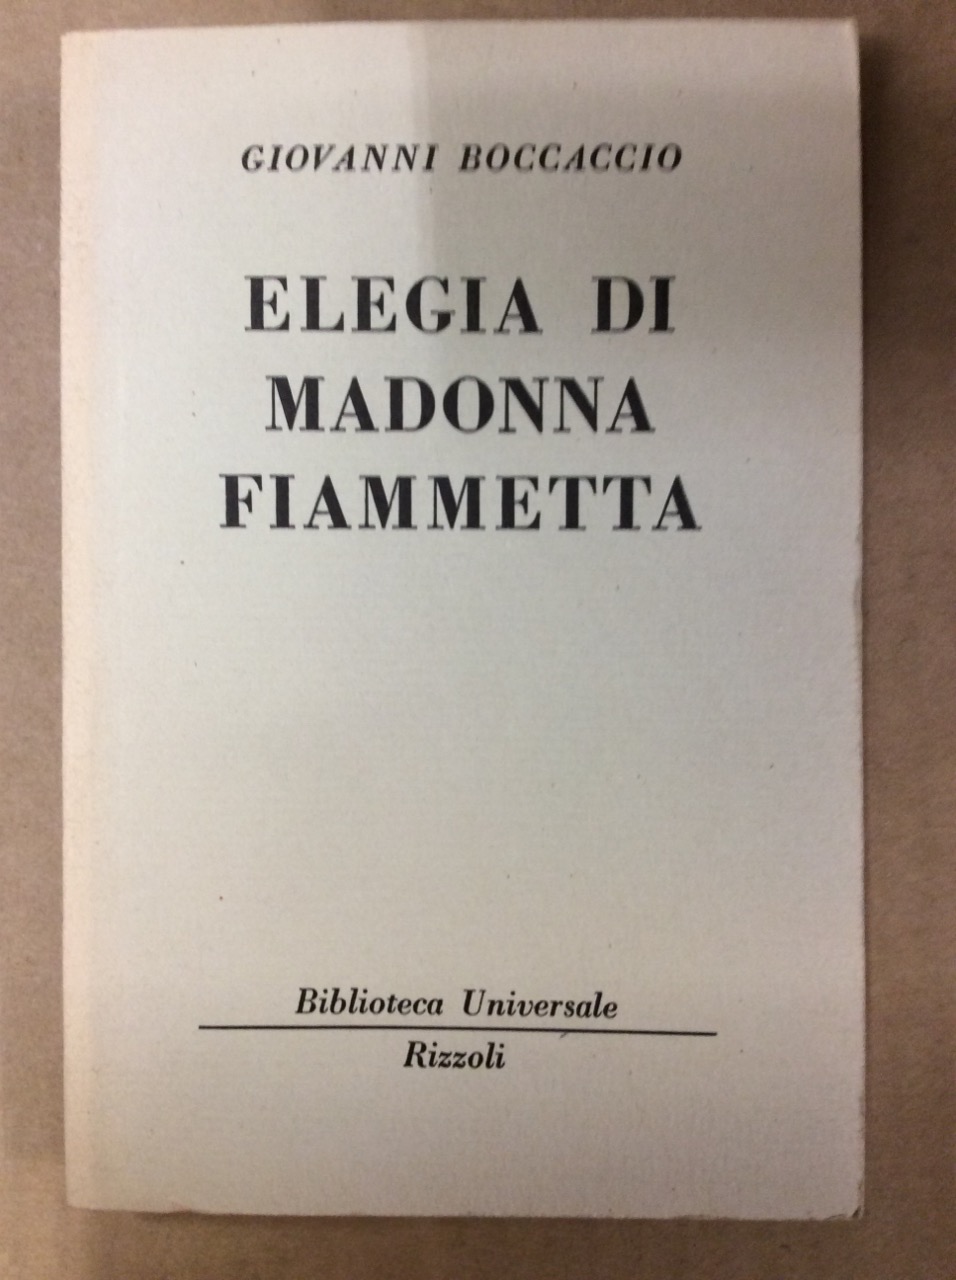 GIOVANNI BOCCACCIO
ELEGIA DI
MADONNA
FIAMMETTA
Biblioteca Universale
Rizzoli